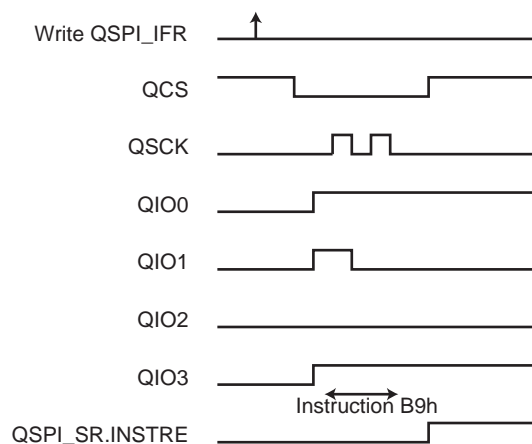 Write QSPI_IFR
QCS
QSCK
QIO0
QIO1
QIO2
QIO3
Instruction B9h
QSPI_SR.INSTRE